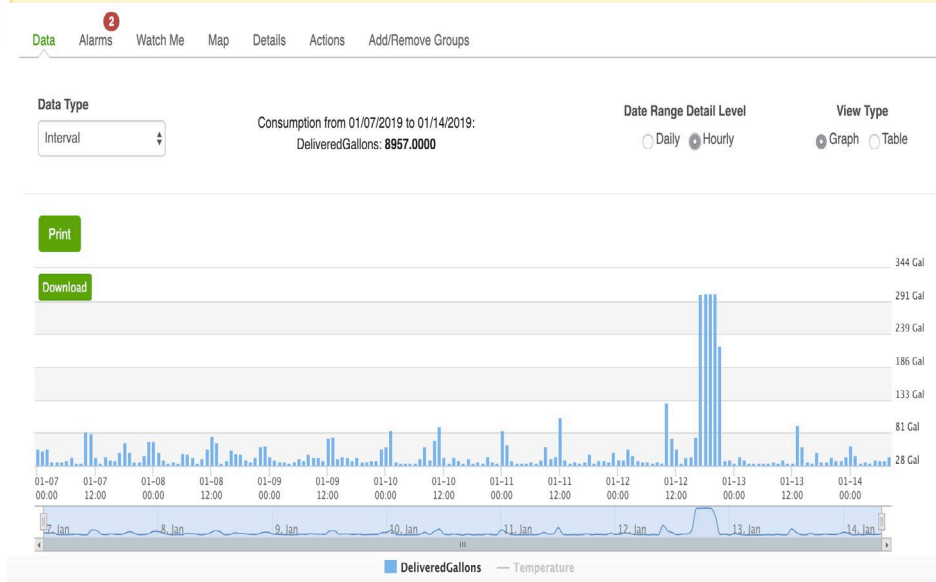 2
Data Alarms Watch Me Map Details Actions Add/Remove Groups
Data Type
Interval
Consumption from 01/07/2019 to 01/14/2019:
DeliveredGallons: 8957.0000
Date Range Detail Level
Daily Hourly
View Type
Graph Table
Print
Download
344 Gal
291 Gal
239 Gal
186 Gal
133 Gal
81 Gal
28 Gal
01-07 01-07 01-08 01-08 01-09 01-09 01-10 01-10 01-11 01-11 01-12 01-12 01-13 01-13 01-14
00:00 12:00 00:00 12:00 00:00 12:00 00:00 12:00 00:00 12:00 00:00 12:00 00:00 12:00 00:00
7. Jan 8. Jan 9. Jan 10. Jan 11. Jan 12. Jan 13. Jan 14. Jan
DeliveredGallons Temperature